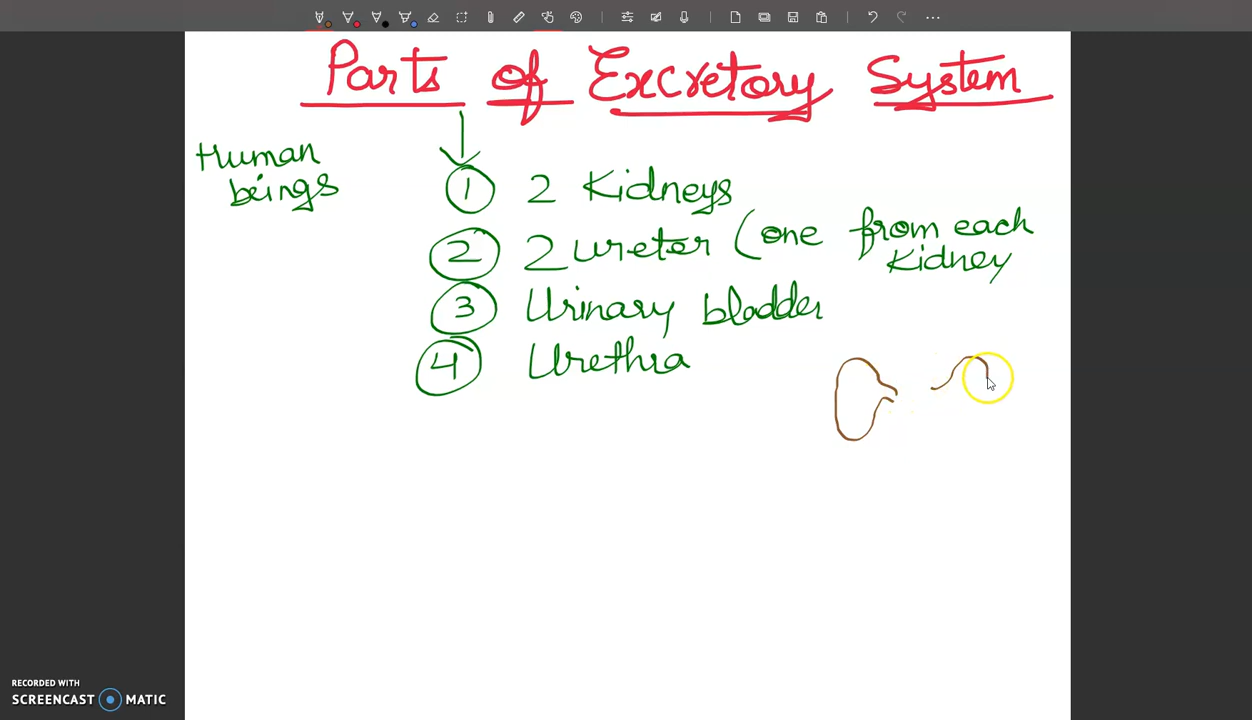 Parts of Excretory System
Human
beings
1 2 Kidneys
2 2 ureter (one from each
Kidney
3 Urinary bladder
4 Urethra
RECORDED WITH
SCREENCAST MATIC